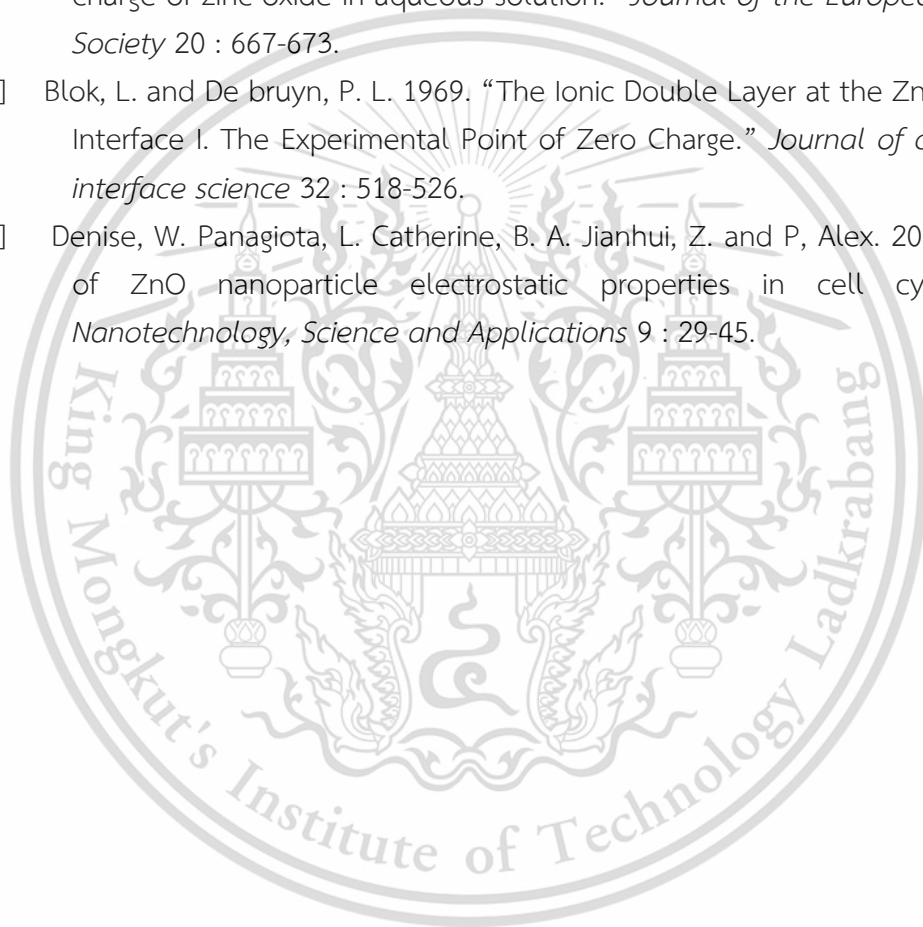 charge of zinc oxide in aqueous solution." Journal of the Europe
Society 20 : 667-673.
] Blok, L. and De bruyn, P. L. 1969. “The Ionic Double Layer at the Zn
Interface I. The Experimental Point of Zero Charge.” Journal of
interface science 32 : 518-526.
] Denise, W. Panagiota, L. Catherine, B. A. Jianhui, Z. and P, Alex. 20
of ZnO nanoparticle electrostatic properties in cell cy
Nanotechnology, Science and Applications 9 : 29-45.
King Mongkut's Institute of Technology Ladkrabang